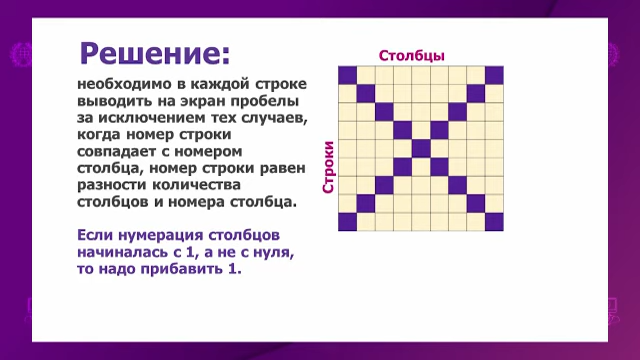 Решение:
необходимо в каждой строке
выводить на экран пробелы
за исключением тех случаев,
когда номер строки
совпадает с номером
столбца, номер строки равен
разности количества
столбцов и номера столбца.
Если нумерация столбцов
начиналась с 1, а не с нуля,
то надо прибавить 1.
Столбцы
Строки